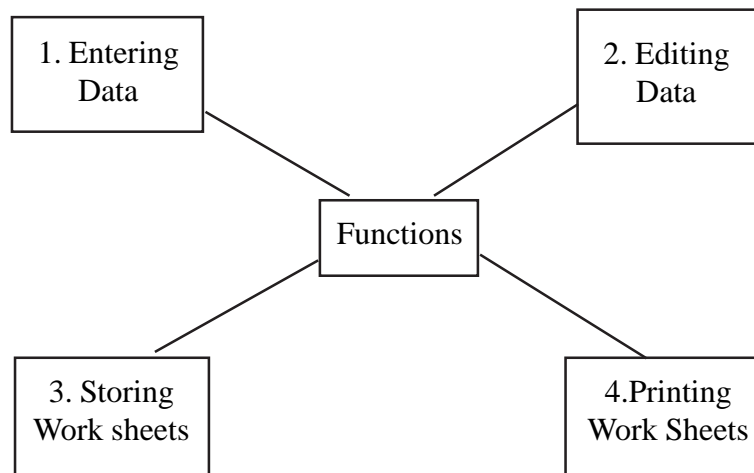 1. Entering
Data
2. Editing
Data
Functions
3. Storing
Work sheets
4.Printing
Work Sheets